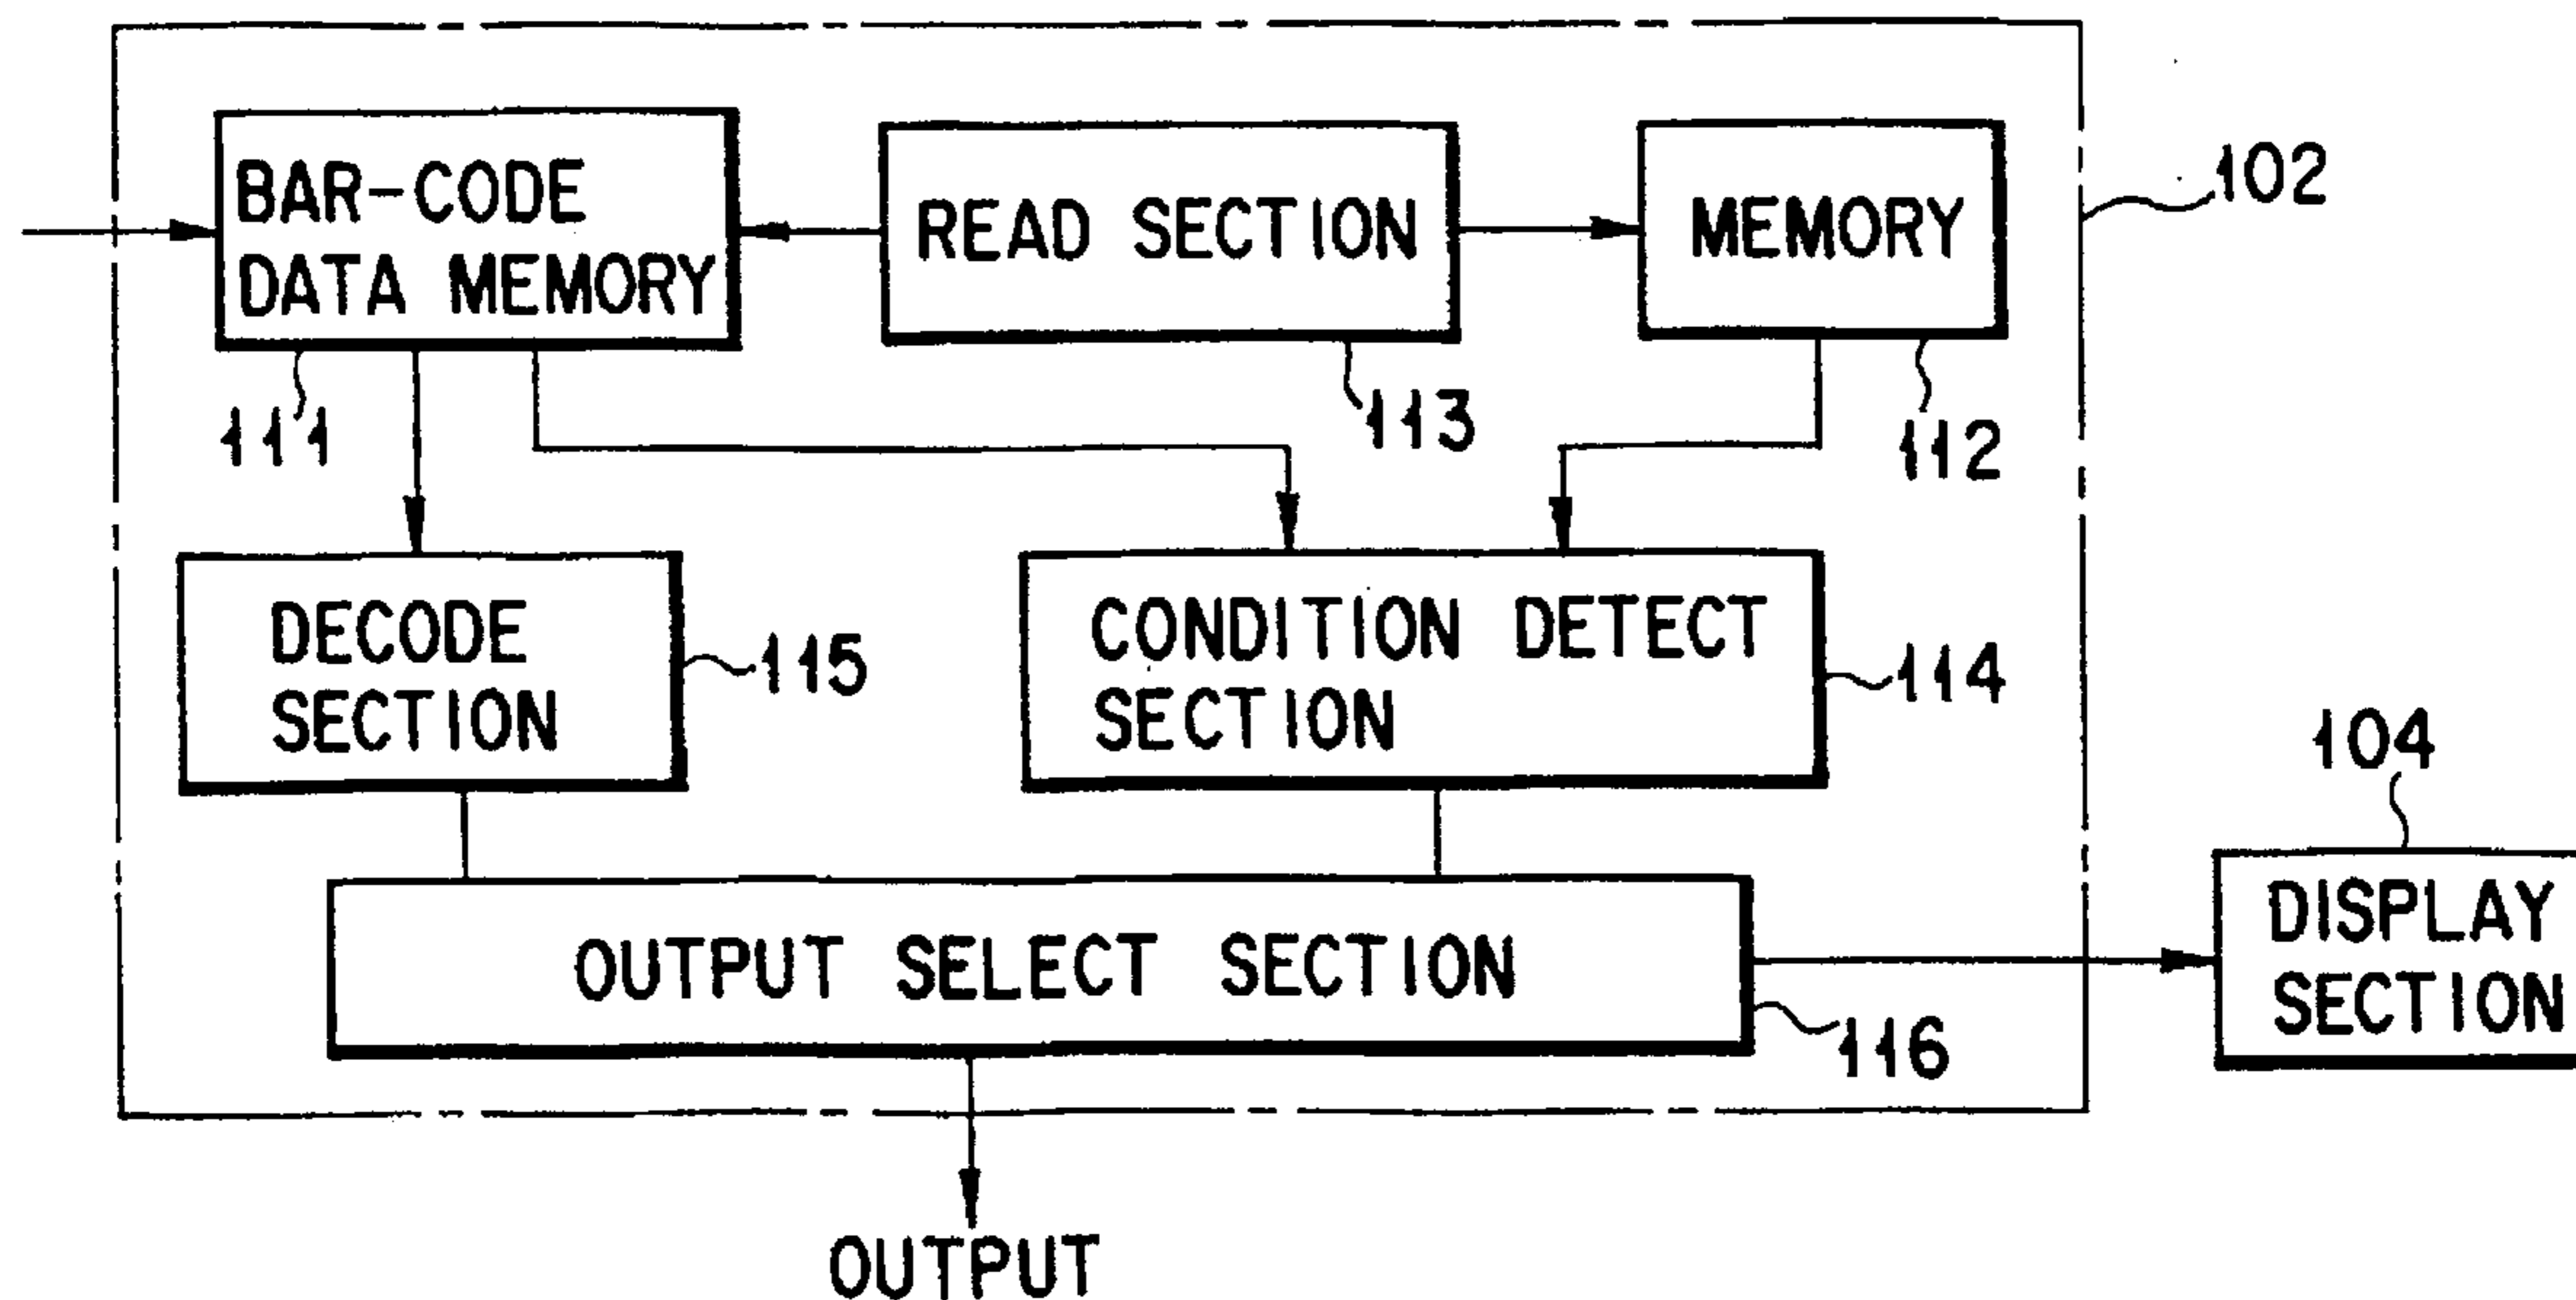 BAR-CODE
DATA MEMORY
READ SECTION
MEMORY
102
111
113
112
DECODE
SECTION
115
CONDITION DETECT
SECTION
114
104
DISPLAY
SECTION
OUTPUT SELECT SECTION
116
OUTPUT